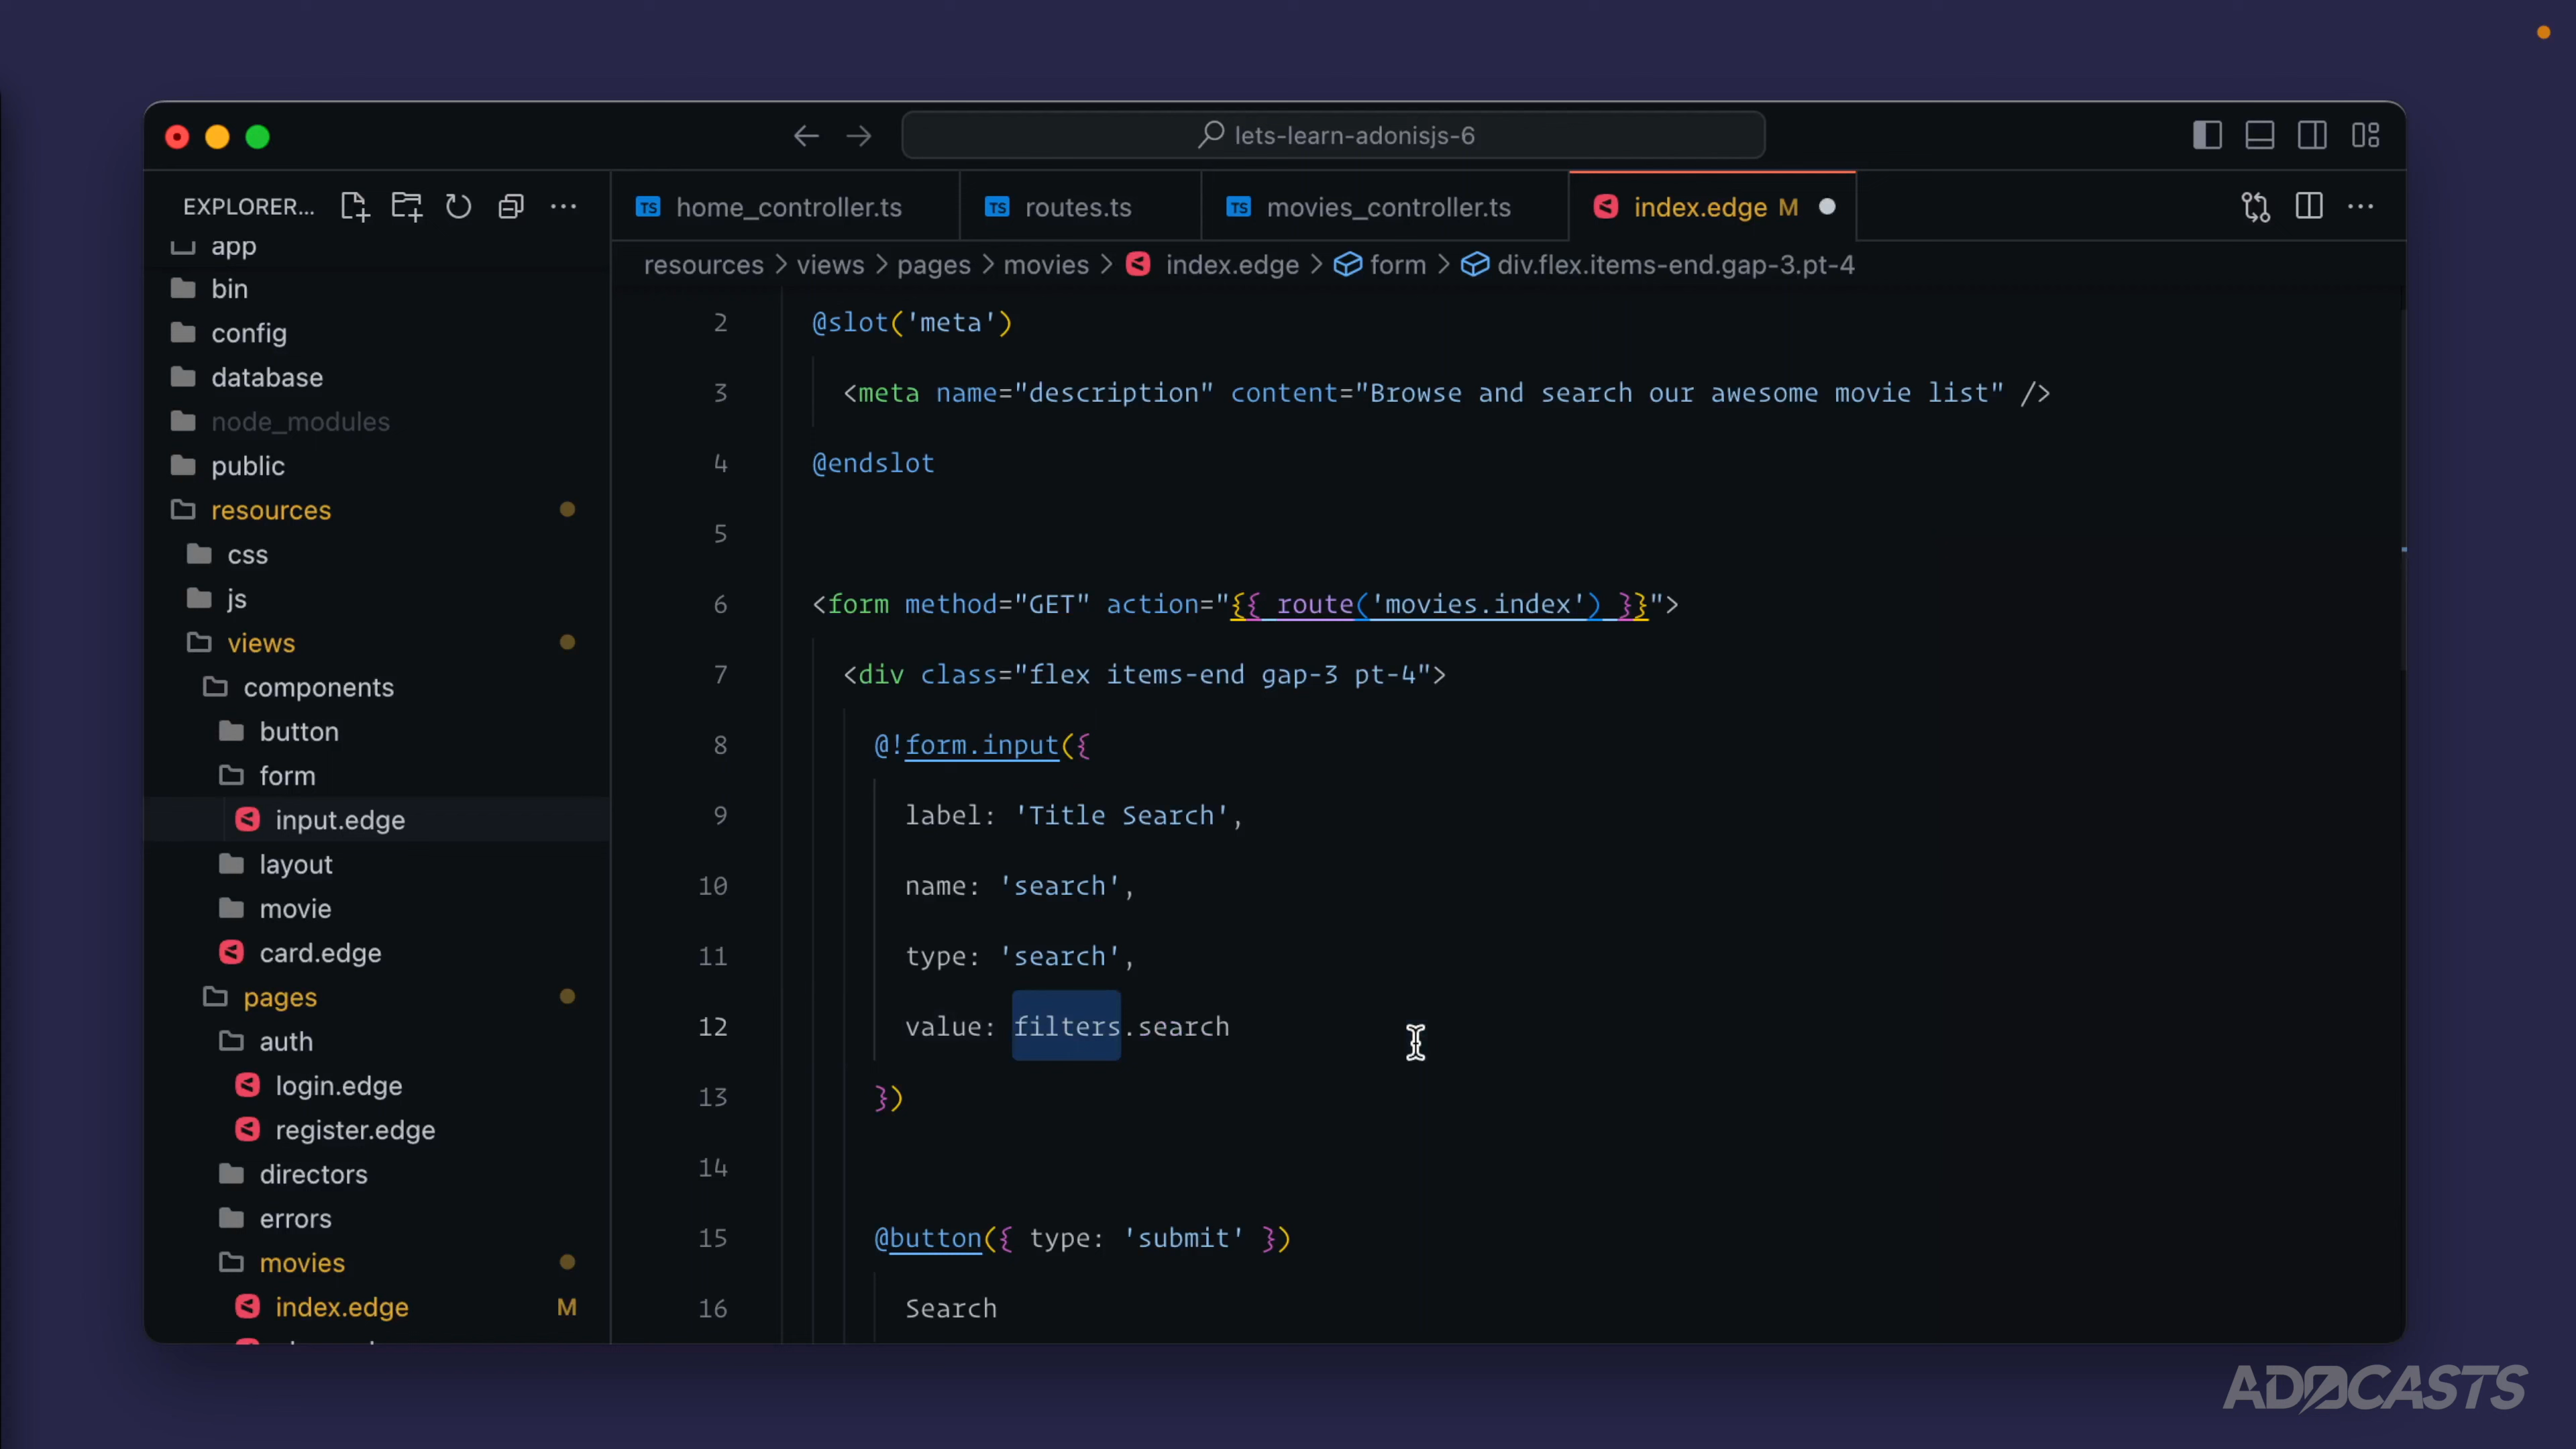 lets-learn-adonisjs-6
EXPLORER...
home_controller.ts
routes.ts
movies_controller.ts
index.edge M
resources > views > pages > movies > index.edge > form > div.flex.items-end.gap-3.pt-4
app
bin
config
database
node_modules
public
resources
css
js
views
components
button
form
input.edge
layout
movie
card.edge
pages
auth
login.edge
register.edge
directors
errors
movies
index.edge M
2 @slot('meta')
3 <meta name="description" content="Browse and search our awesome movie list" />
4 @endslot
5
6 <form method="GET" action="{{ route('movies.index') }}">
7 <div class="flex items-end gap-3 pt-4">
8 @!form.input({
9 label: 'Title Search',
10 name: 'search',
11 type: 'search',
12 value: filters.search
13 })
14
15 @button({ type: 'submit' })
16 Search
ADOCASTS